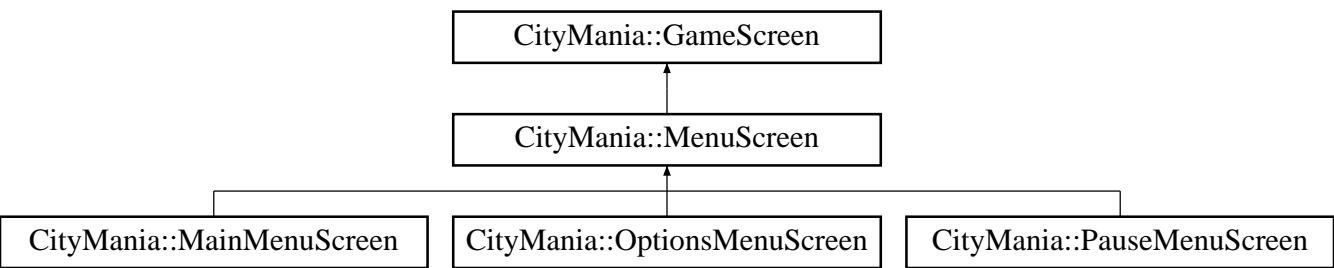 CityMania::GameScreen
CityMania::MenuScreen
CityMania::MainMenuScreen
CityMania::OptionsMenuScreen
CityMania::PauseMenuScreen